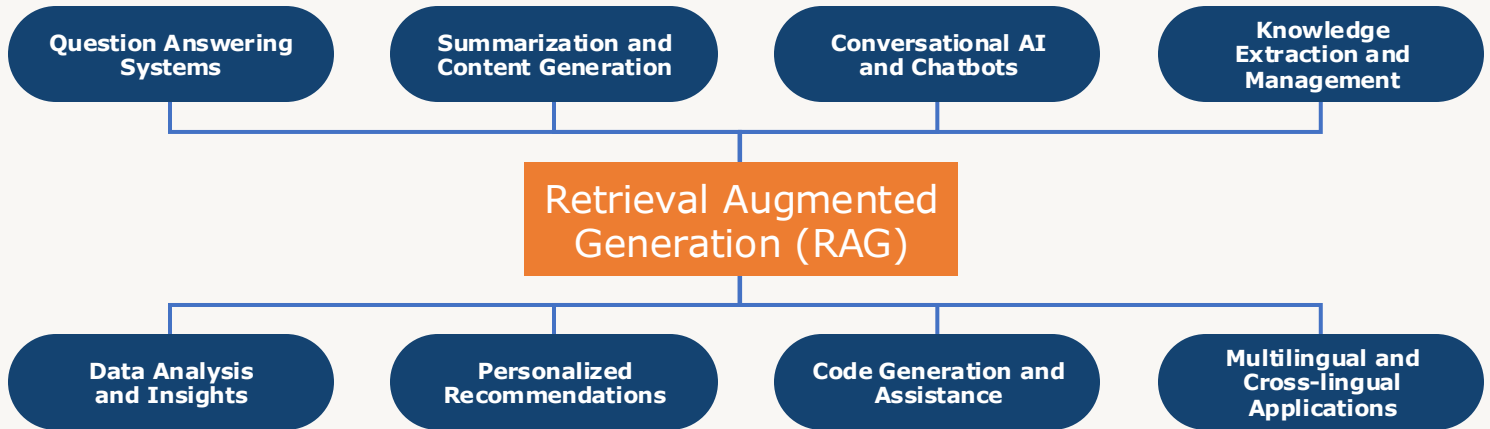 Question Answering
Systems
Summarization and
Content Generation
Conversational AI
and Chatbots
Knowledge
Extraction and
Management
Retrieval Augmented
Generation (RAG)
Data Analysis
and Insights
Personalized
Recommendations
Code Generation and
Assistance
Multilingual and
Cross-lingual
Applications